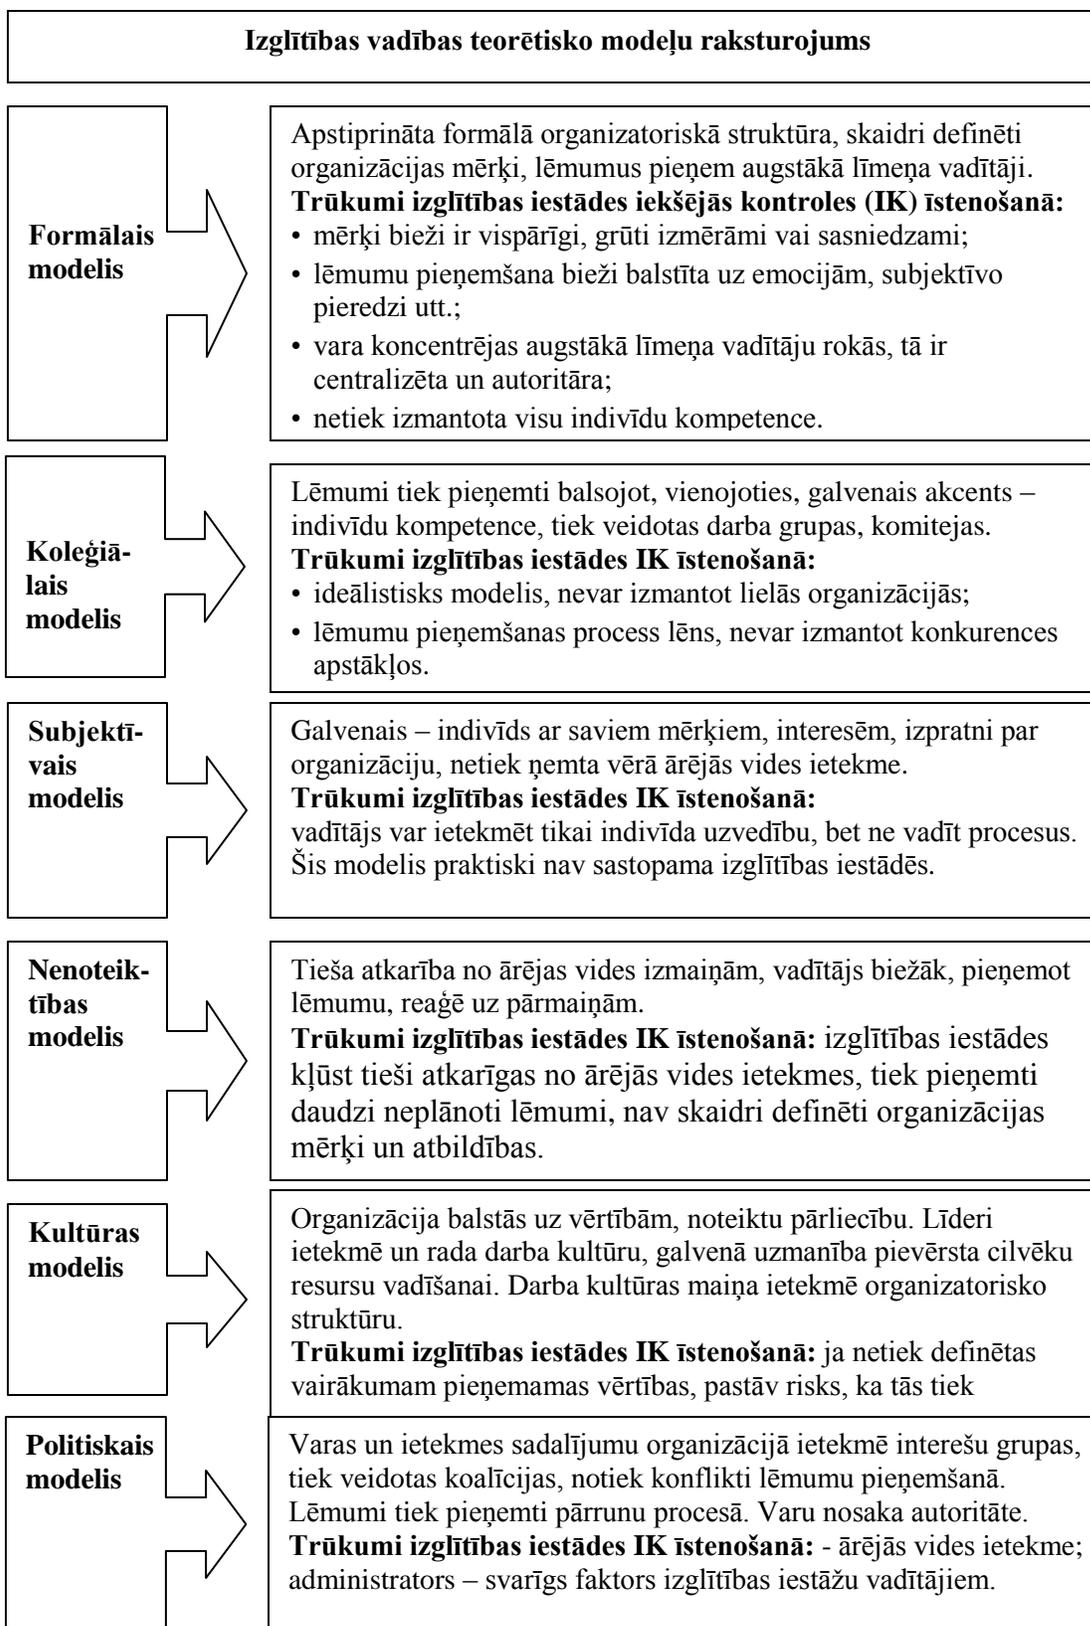 Izglītības vadības teorētisko modeļu raksturojums
Formālais
modelis
Apstiprināta formālā organizatoriskā struktūra, skaidri definēti
organizācijas mērķi, lēmumus pieņem augstākā līmeņa vadītāji.
Trūkumi izglītības iestādes iekšējās kontroles (IK) īstenošanā:
• mērķi bieži ir vispārīgi, grūti izmērāmi vai sasniedzami;
• lēmumu pieņemšana bieži balstīta uz emocijām, subjektīvo
pieredzi utt.;
• vara koncentrējas augstākā līmeņa vadītāju rokās, tā ir
centralizēta un autoritāra;
• netiek izmantota visu indivīdu kompetence.
Koleģiā-
lais
modelis
Lēmumi tiek pieņemti balsojot, vienojoties, galvenais akcents –
indivīdu kompetence, tiek veidotas darba grupas, komitejas.
Trūkumi izglītības iestādes IK īstenošanā:
• ideālistisks modelis, nevar izmantot lielās organizācijās;
• lēmumu pieņemšanas process lēns, nevar izmantot konkurences
apstākļos.
Subjektī-
vais
modelis
Galvenais – indivīds ar saviem mērķiem, interesēm, izpratni par
organizāciju, netiek ņemta vērā ārējās vides ietekme.
Trūkumi izglītības iestādes IK īstenošanā:
vadītājs var ietekmēt tikai indivīda uzvedību, bet ne vadīt procesus.
Šis modelis praktiski nav sastopama izglītības iestādēs.
Nenoteik-
tības
modelis
Tieša atkarība no ārējas vides izmaiņām, vadītājs biežāk, pieņemot
lēmumu, reaģē uz pārmaiņām.
Trūkumi izglītības iestādes IK īstenošanā: izglītības iestādes
kļūst tieši atkarīgas no ārējās vides ietekmes, tiek pieņemti
daudzi neplānoti lēmumi, nav skaidri definēti organizācijas
mērķi un atbildības.
Kultūras
modelis
Organizācija balstās uz vērtībām, noteiktu pārliecību. Līderi
ietekmē un rada darba kultūru, galvenā uzmanība pievērsta cilvēku
resursu vadīšanai. Darba kultūras maiņa ietekmē organizatorisko
struktūru.
Trūkumi izglītības iestādes IK īstenošanā: ja netiek definētas
vairākumam pieņemamas vērtības, pastāv risks, ka tās tiek
Politiskais
modelis
Varas un ietekmes sadalījumu organizācijā ietekmē interešu grupas,
tiek veidotas koalīcijas, notiek konflikti lēmumu pieņemšanā.
Lēmumi tiek pieņemti pārrunu procesā. Varu nosaka autoritāte.
Trūkumi izglītības iestādes IK īstenošanā: - ārējās vides ietekme;
administrators – svarīgs faktors izglītības iestāžu vadītājiem.